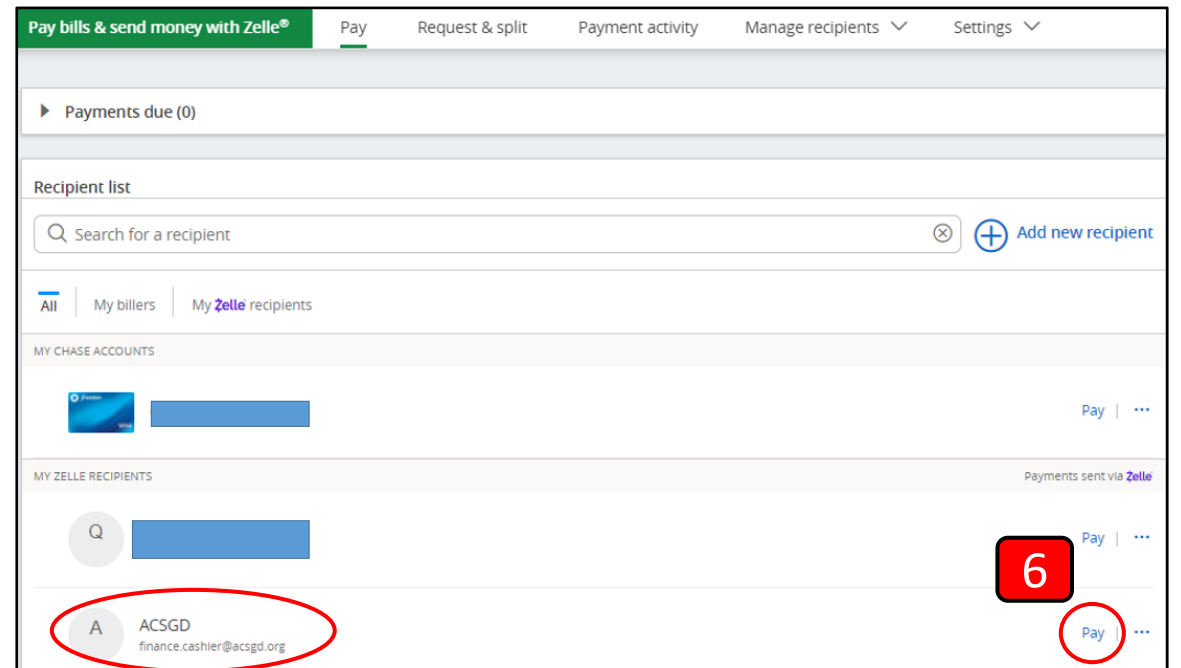 Pay bills & send money with Zelle® Pay Request & split Payment activity Manage recipients Settings
Payments due (0)
Recipient list
Search for a recipient Add new recipient
All My billers My Zelle recipients
MY CHASE ACCOUNTS
VISA Pay | ...
MY ZELLE RECIPIENTS Payments sent via Zelle
Q Pay | ...
6
A ACSGD Pay | ...
finance.cashier@acsgd.org